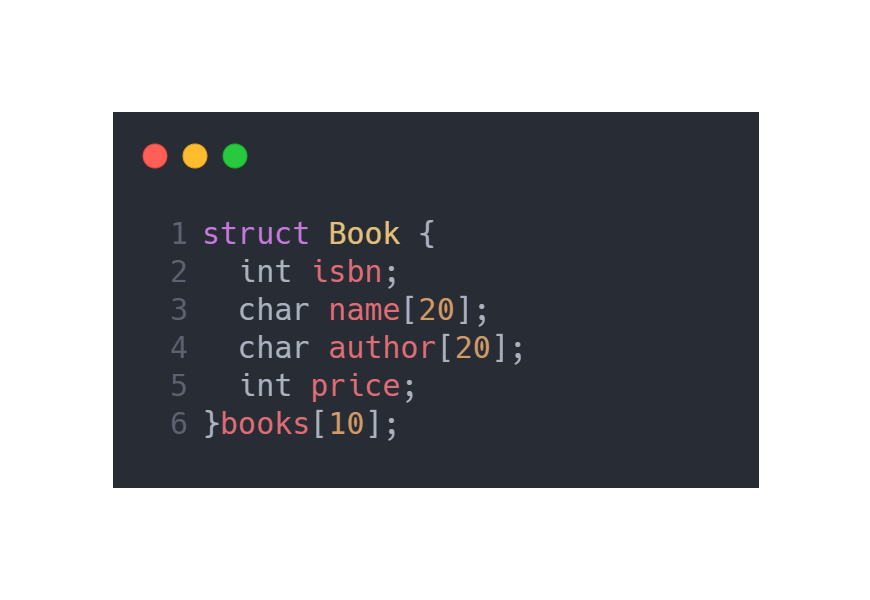 1 struct Book {
2   int isbn;
3   char name[20];
4   char author[20];
5   int price;
6 }books[10];